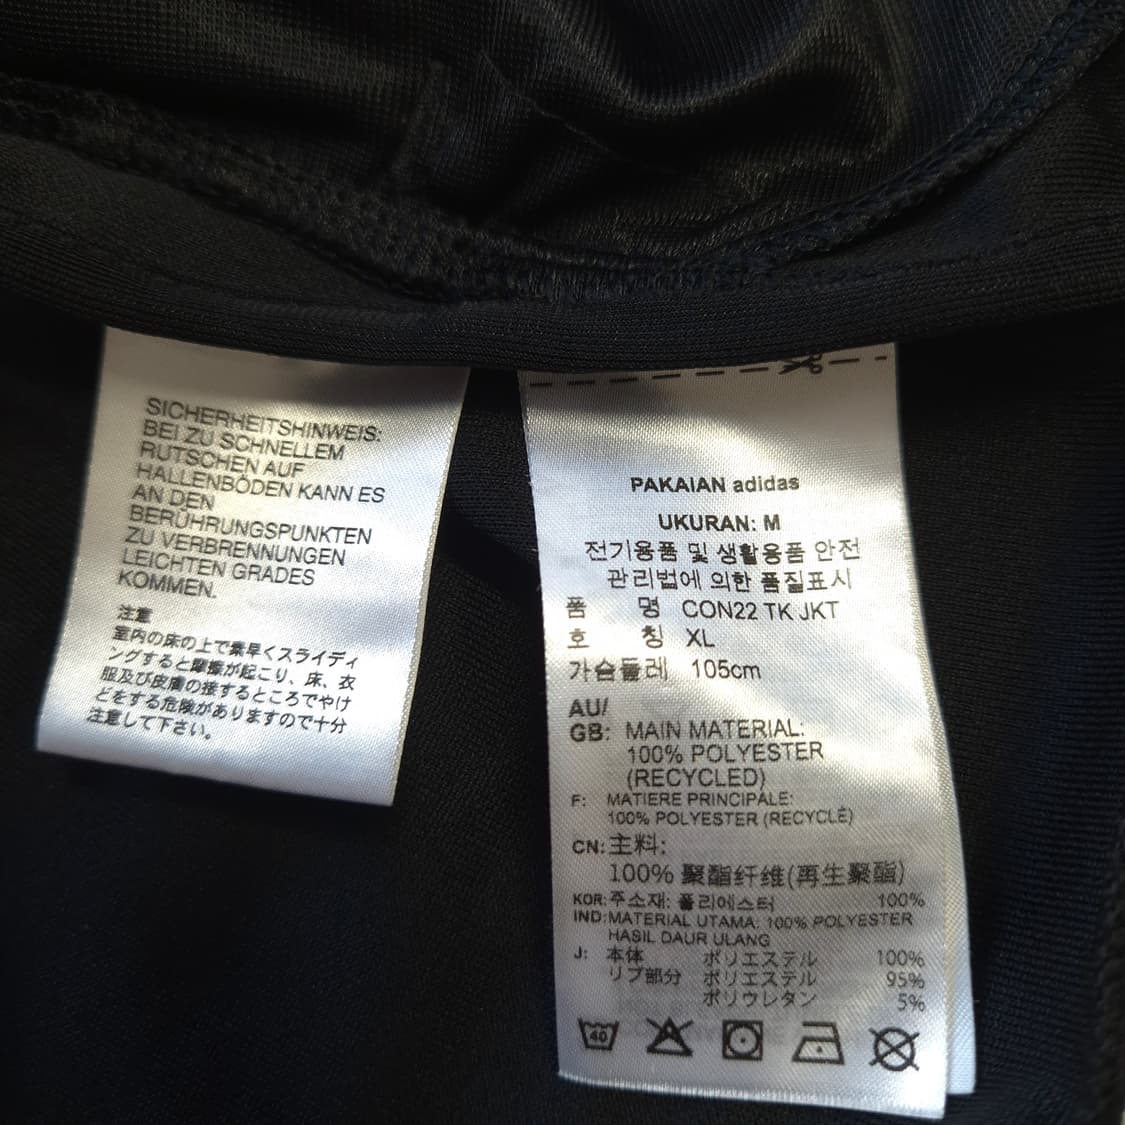 SICHERHEITSHINWEIS:
BEI ZU SCHNELLEM
RUTSCHEN AUF
HALLENBÖDEN KANN ES
AN DEN
BERÜHRUNGSPUNKTEN
ZU VERBRENNUNGEN
LEICHTEN GRADES
KOMMEN.
注意
室内の床の上で素早くスライディ
ングすると摩擦が起こり、床、衣
服及び皮膚の接するところでやけ
どをする危険がありますので十分
注意して下さい。
PAKAIAN adidas
UKURAN: M
전기용품 및 생활용품 안전
관리법에 의한 품질표시
품 명 CON22 TK JKT
호 칭 XL
가슴둘레 105cm
AU/
GB: MAIN MATERIAL:
100% POLYESTER
(RECYCLED)
F: MATIERE PRINCIPALE:
100% POLYESTER (RECYCLÉ)
CN: 主料:
100% 聚酯纤维(再生聚酯)
KOR: 주소재: 폴리에스터 100%
IND: MATERIAL UTAMA: 100% POLYESTER
HASIL DAUR ULANG
J: 本体 ポリエステル 100%
リブ部分 ポリエステル 95%
ポリウレタン 5%
40